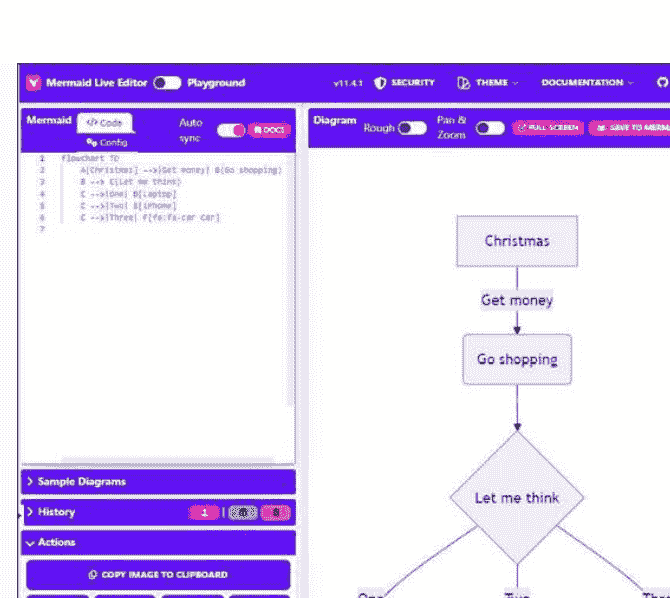 Mermaid Live Editor Playground v11.4.1 SECURITY THEME DOCUMENTATION
Mermaid Code Auto sync DOCS
Config
Diagram Rough Pan & Zoom FULL SCREEN
1 flowchart TD
2 A[Christmas] -->|Get money| B(Go shopping)
3 B --> C{Let me think}
4 C -->|One| D[Laptop]
5 C -->|Two| E[iPhone]
6 C -->|Three| F[fa:fa-car Car]
7
Sample Diagrams
History 1
Actions
COPY IMAGE TO CLIPBOARD
Christmas
Get money
Go shopping
Let me think
One Two